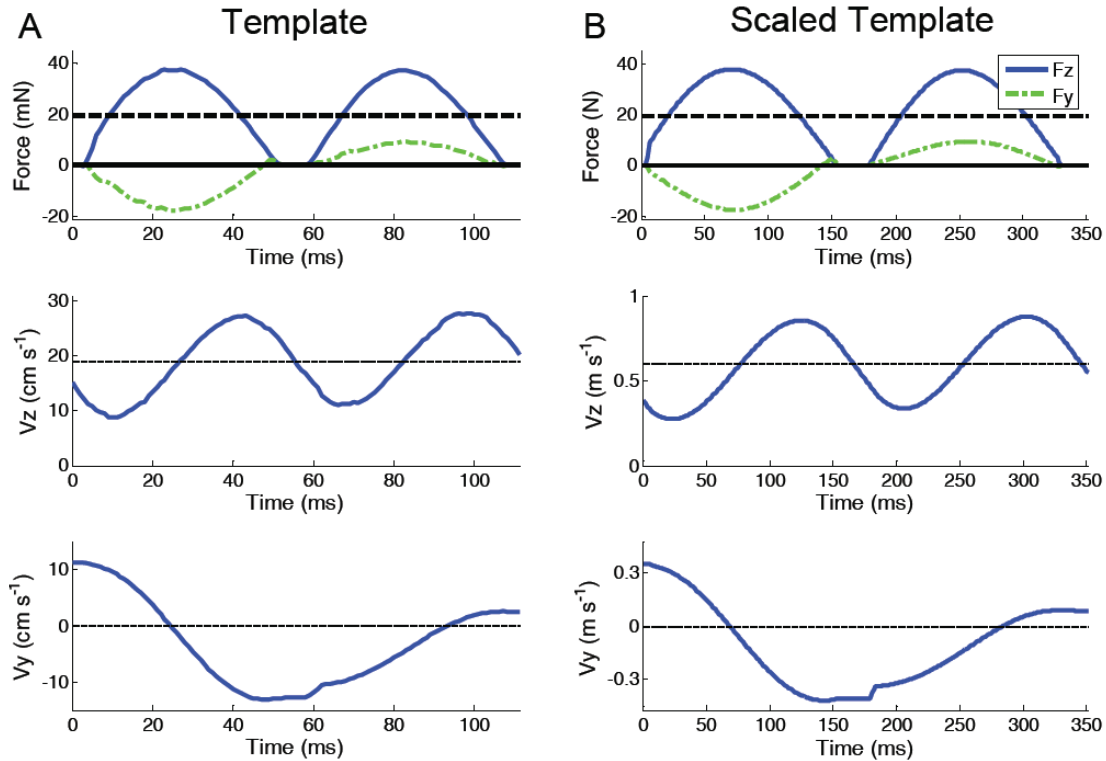 A
Template
40
20
0
-20
Force (mN)
0 20 40 60 80 100
Time (ms)
30
20
10
0
Vz (cm s⁻¹)
0 20 40 60 80 100
Time (ms)
10
0
-10
Vy (cm s⁻¹)
0 20 40 60 80 100
Time (ms)
B
Scaled Template
Fz
Fy
40
20
0
-20
Force (N)
0 50 100 150 200 250 300 350
Time (ms)
1
0.5
0
Vz (m s⁻¹)
0 50 100 150 200 250 300 350
Time (ms)
0.3
0
-0.3
Vy (m s⁻¹)
0 50 100 150 200 250 300 350
Time (ms)